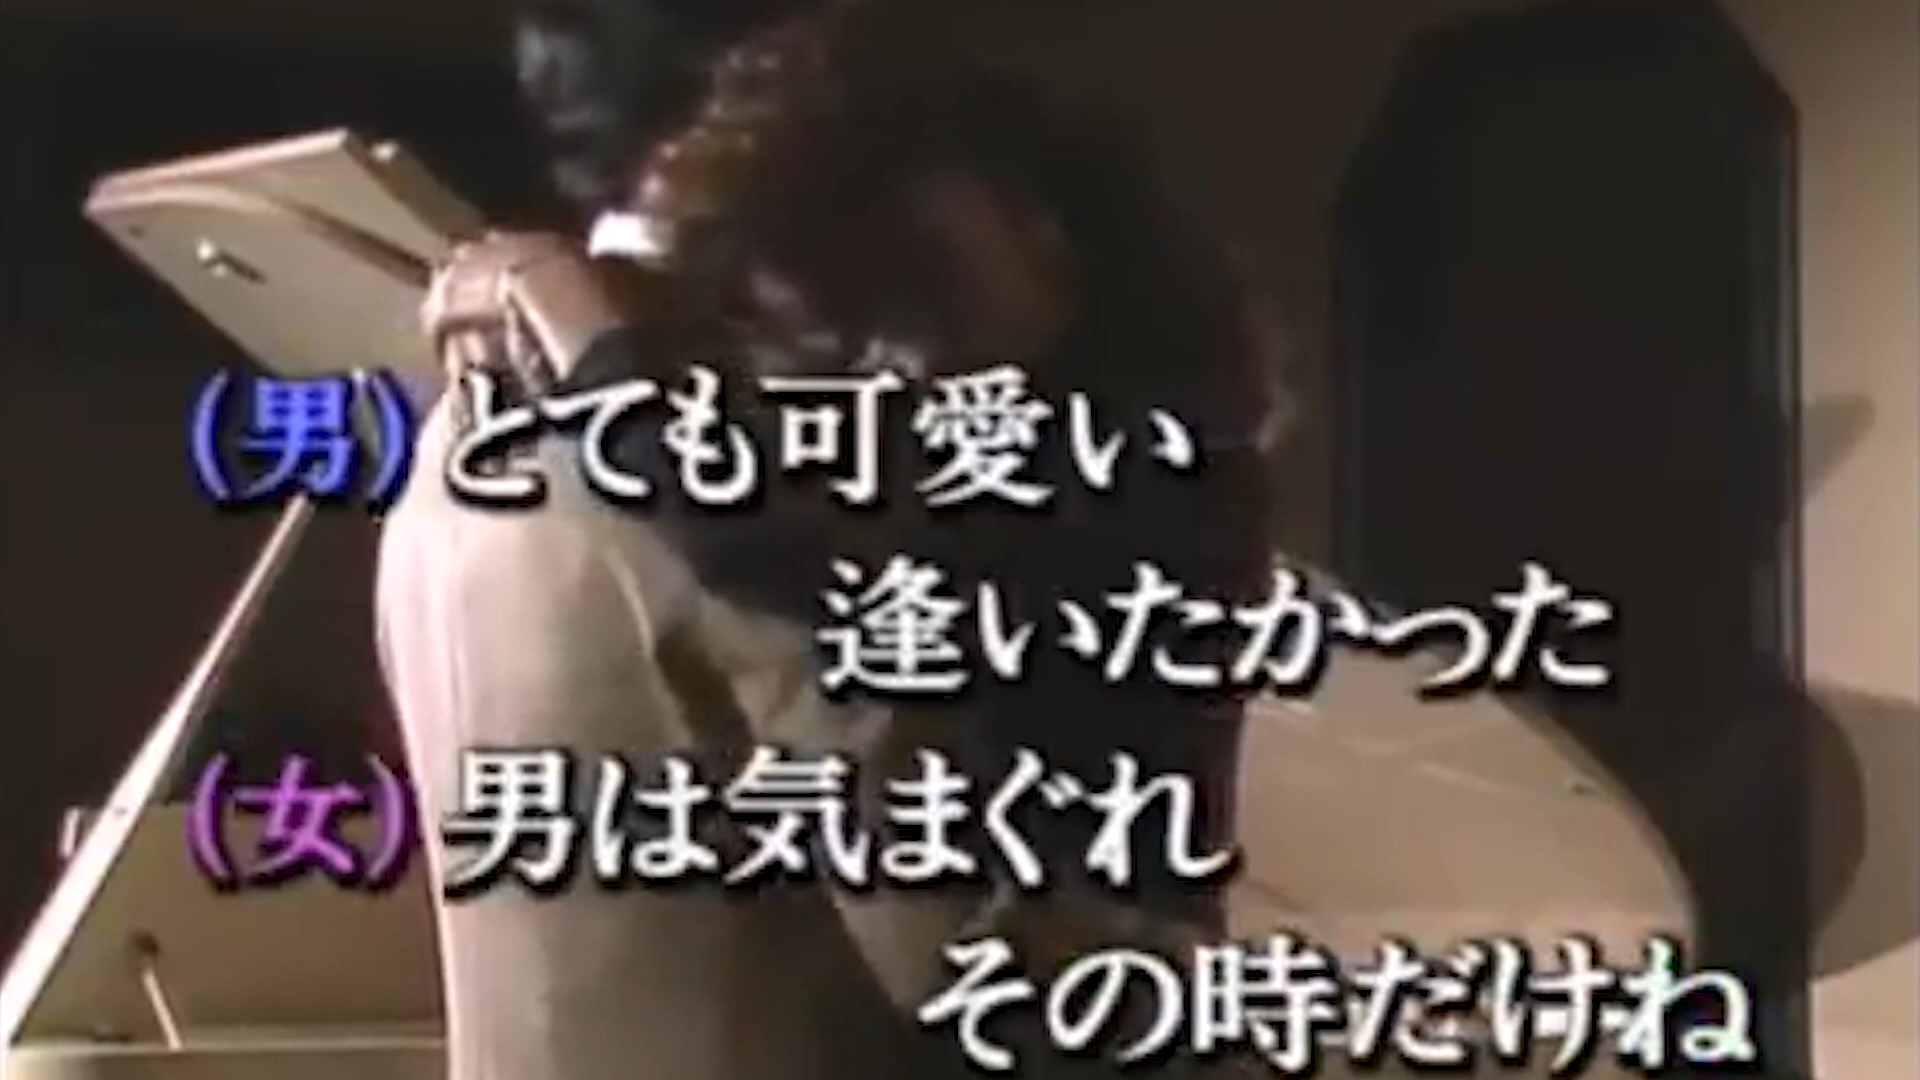 (男)とても可愛い
逢いたかった
(女)男は気まぐれ
その時だけね